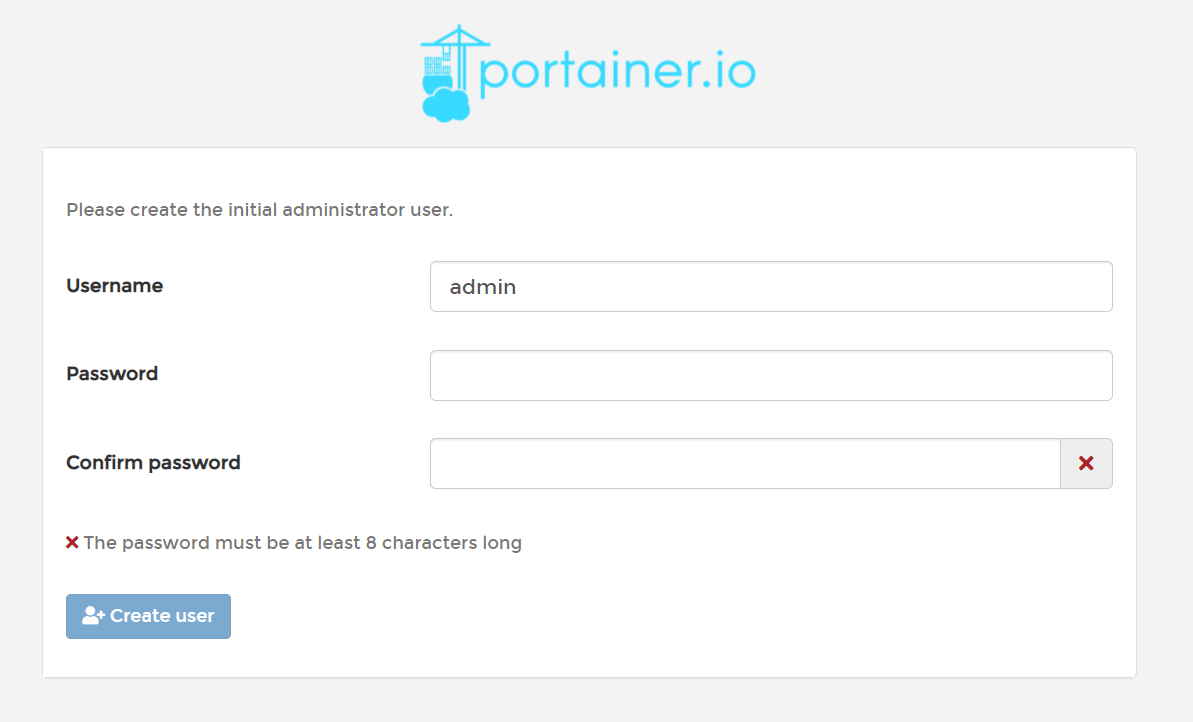 portainer.io
Please create the initial administrator user.
Username
admin
Password
Confirm password
The password must be at least 8 characters long
Create user